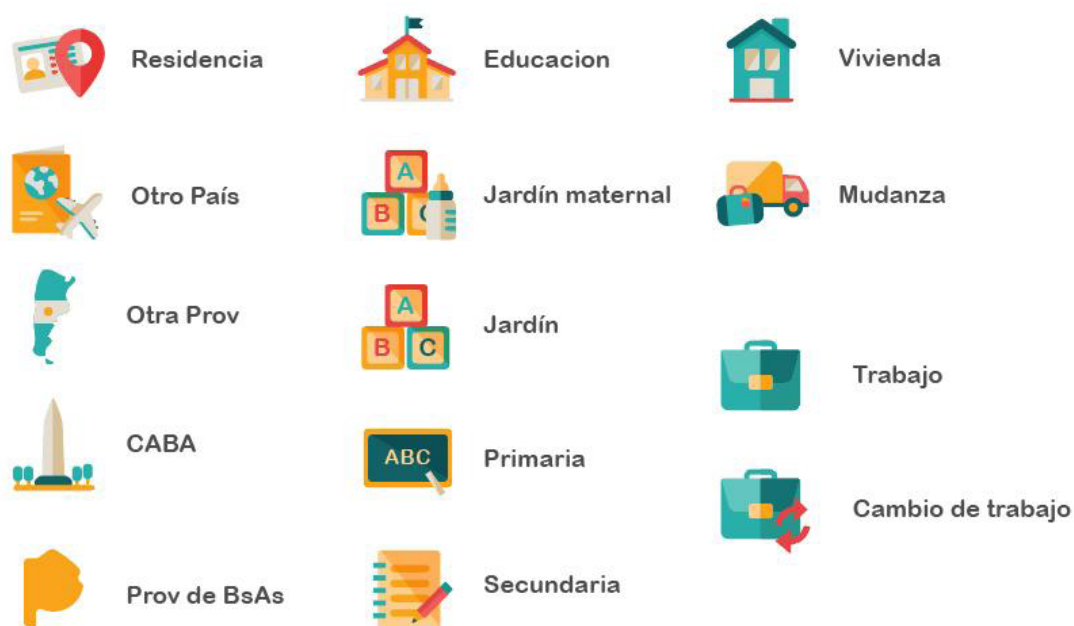 Residencia
Otro País
Otra Prov
CABA
Prov de BsAs
Educacion
A
B C
Jardín maternal
A
B C
Jardín
ABC
Primaria
Secundaria
Vivienda
Mudanza
Trabajo
Cambio de trabajo